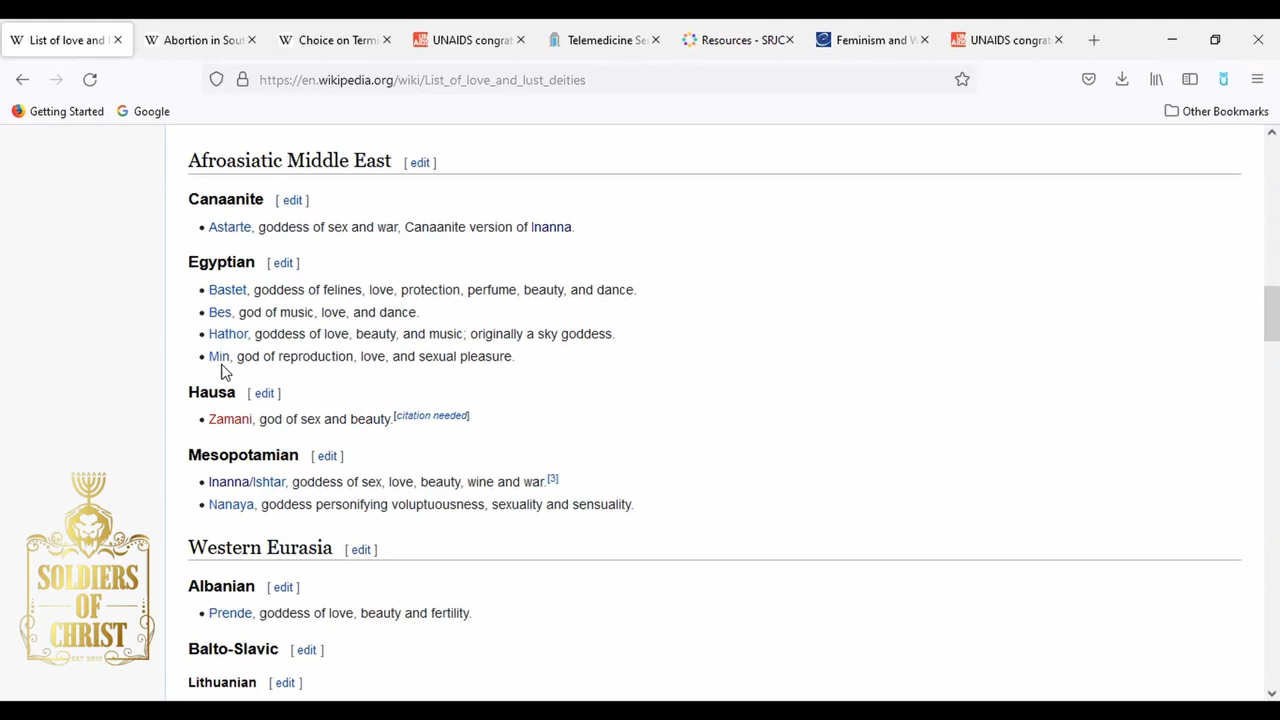 List of love and
Abortion in Sout
Choice on Termi
UNAIDS congrat
Telemedicine Se
Resources - SRJC
Feminism and W
UNAIDS congrat
https://en.wikipedia.org/wiki/List_of_love_and_lust_deities
Getting Started
Google
Other Bookmarks
Afroasiatic Middle East [ edit ]
Canaanite [ edit ]
• Astarte, goddess of sex and war, Canaanite version of Inanna.
Egyptian [ edit ]
• Bastet, goddess of felines, love, protection, perfume, beauty, and dance.
• Bes, god of music, love, and dance.
• Hathor, goddess of love, beauty, and music; originally a sky goddess.
• Min, god of reproduction, love, and sexual pleasure.
Hausa [ edit ]
• Zamani, god of sex and beauty.[citation needed]
Mesopotamian [ edit ]
• Inanna/Ishtar, goddess of sex, love, beauty, wine and war.[3]
• Nanaya, goddess personifying voluptuousness, sexuality and sensuality.
Western Eurasia [ edit ]
Albanian [ edit ]
• Prende, goddess of love, beauty and fertility.
Balto-Slavic [ edit ]
Lithuanian [ edit ]
SOLDIERS
OF
CHRIST